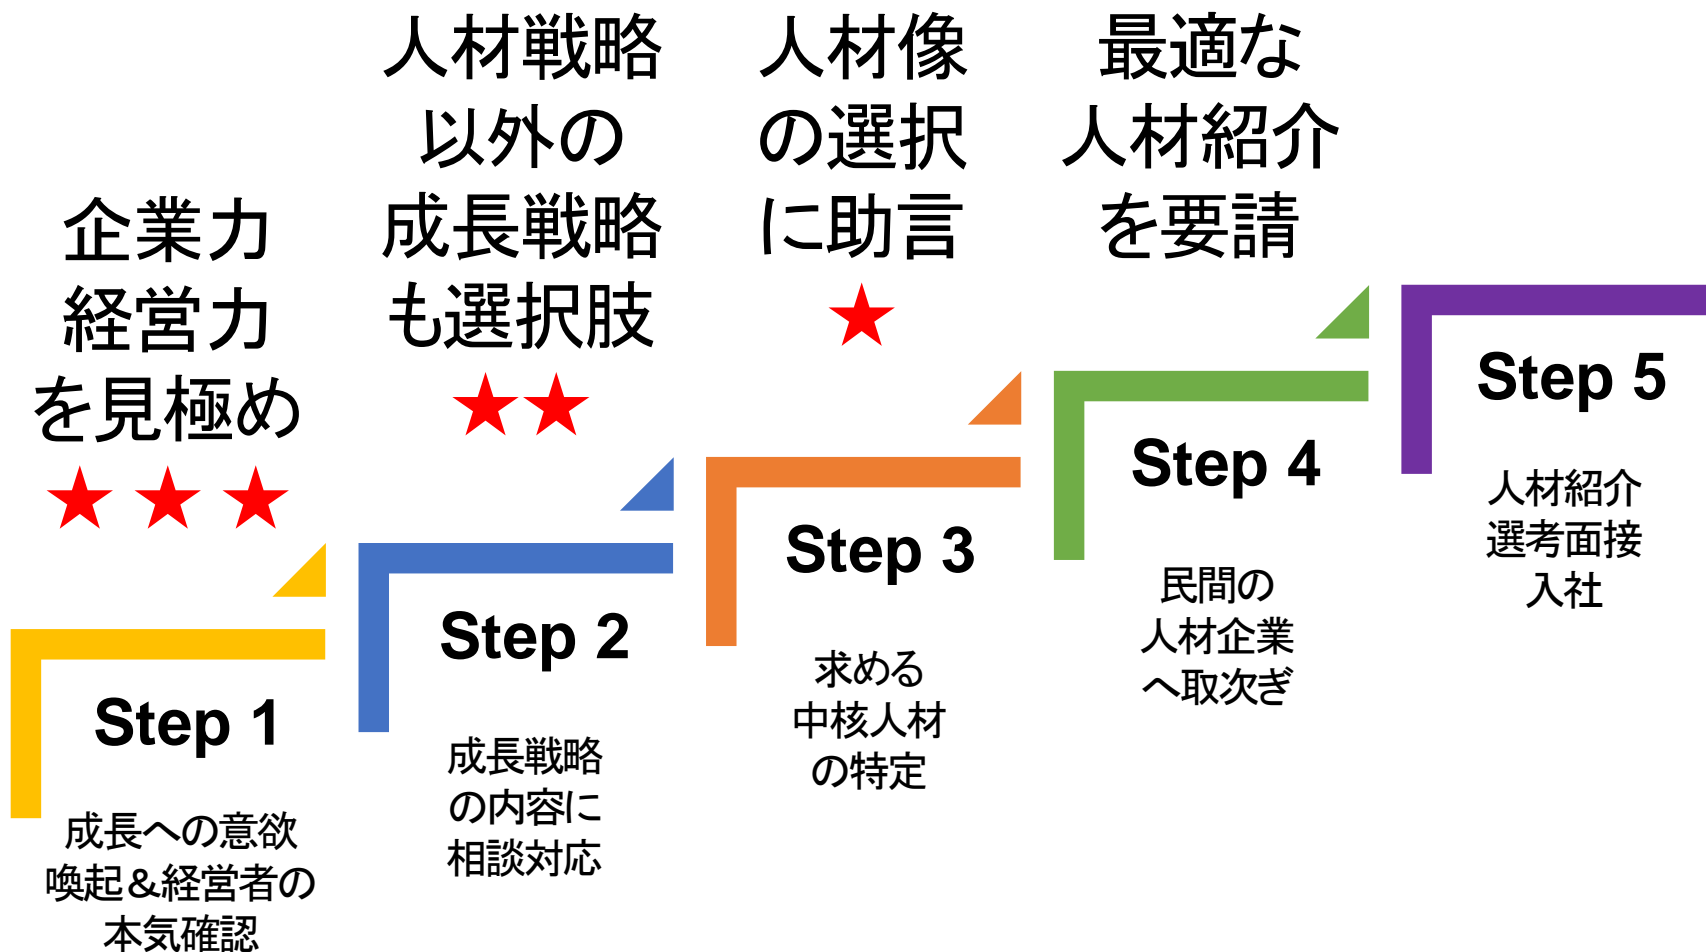 企業力
経営力
を見極め
★ ★ ★
Step 1
成長への意欲
喚起＆経営者の
本気確認
人材戦略
以外の
成長戦略
も選択肢
★★
Step 2
成長戦略
の内容に
相談対応
人材像
の選択
に助言
★
Step 3
求める
中核人材
の特定
最適な
人材紹介
を要請
Step 4
民間の
人材企業
へ取次ぎ
Step 5
人材紹介
選考面接
入社